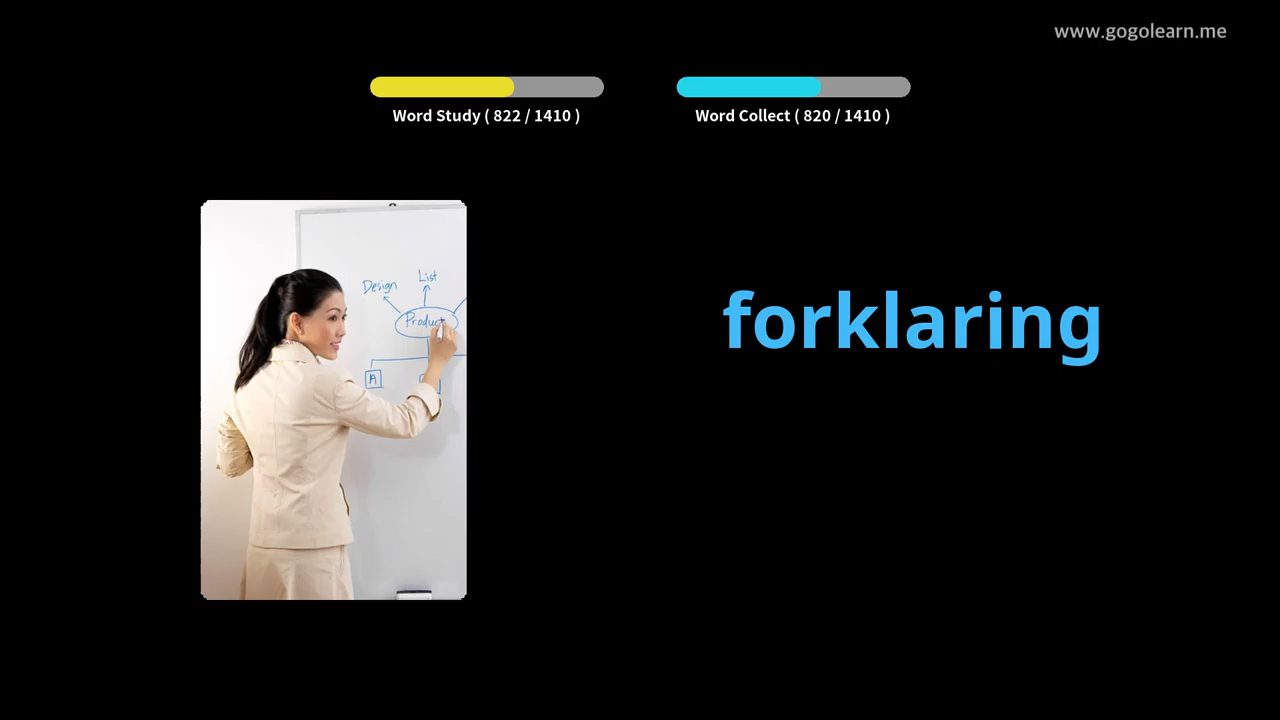 www.gogolearn.me
Word Study ( 822 / 1410 )
Word Collect ( 820 / 1410 )
List
Design
Product
forklaring
A